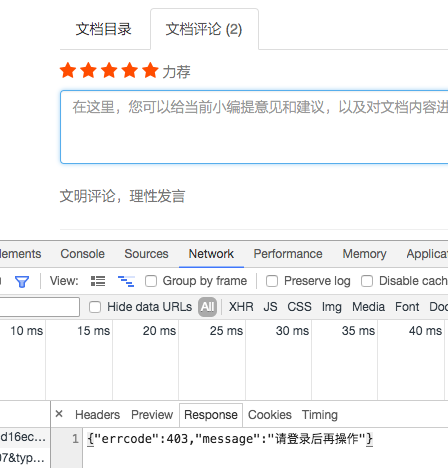 文档目录 文档评论 (2)
力荐
在这里，您可以给当前小编提意见和建议，以及对文档内容进
文明评论，理性发言
lements Console Sources Network Performance Memory Applicat
View: Group by frame Preserve log Disable cach
Hide data URLs All XHR JS CSS Img Media Font Doc
10 ms 15 ms 20 ms 25 ms 30 ms 35 ms 40 ms
× Headers Preview Response Cookies Timing
d16ec... 1 {"errcode":403,"message":"请登录后再操作"}
07&typ...